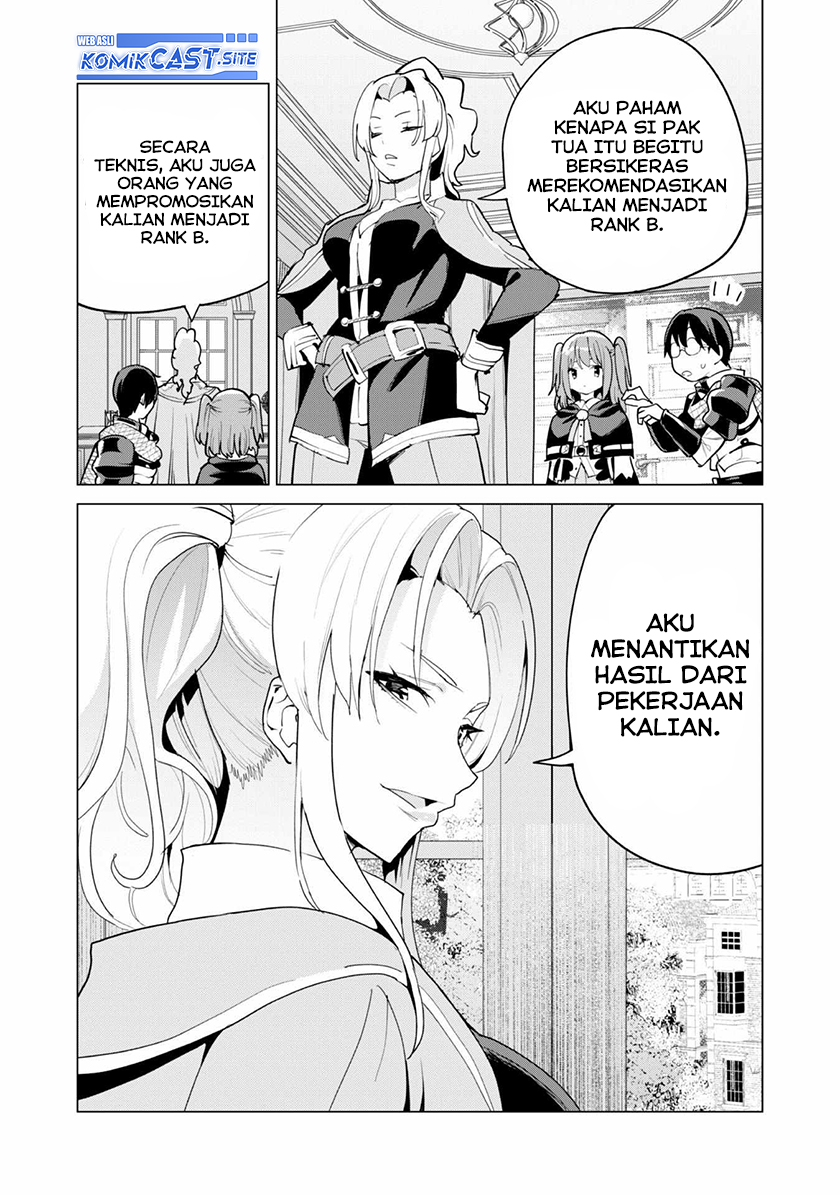 WEB ASLI
KOMIKCAST.SITE
AKU PAHAM
KENAPA SI PAK
TUA ITU BEGITU
BERSIKERAS
MEREKOMENDASIKAN
KALIAN MENJADI
RANK B.
SECARA
TEKNIS, AKU JUGA
ORANG YANG
MEMPROMOSIKAN
KALIAN MENJADI
RANK B.
AKU
MENANTIKAN
HASIL DARI
PEKERJAAN
KALIAN.